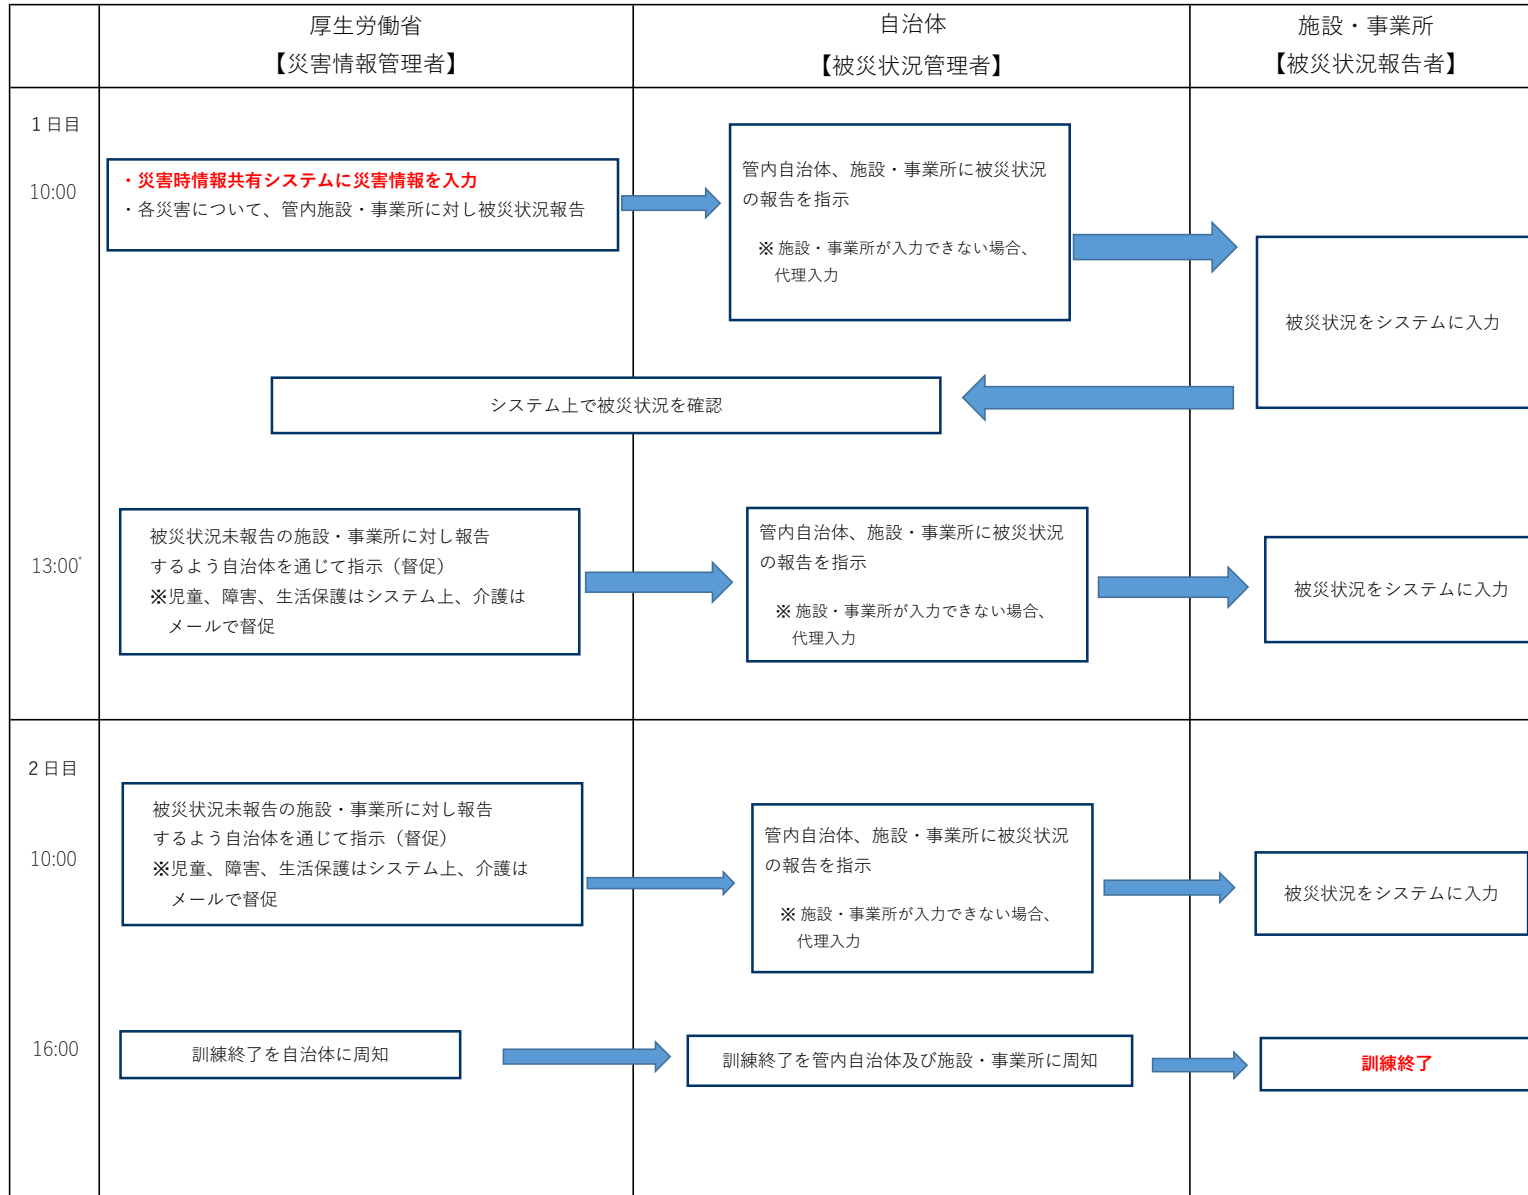 厚生労働省
【災害情報管理者】
自治体
【被災状況管理者】
施設・事業所
【被災状況報告者】
1日目
10:00
・災害時情報共有システムに災害情報を入力
・各災害について、管内施設・事業所に対し被災状況報告
管内自治体、施設・事業所に被災状況
の報告を指示
※ 施設・事業所が入力できない場合、
代理入力
被災状況をシステムに入力
システム上で被災状況を確認
13:00*
被災状況未報告の施設・事業所に対し報告
するよう自治体を通じて指示（督促）
※児童、障害、生活保護はシステム上、介護は
メールで督促
管内自治体、施設・事業所に被災状況
の報告を指示
※ 施設・事業所が入力できない場合、
代理入力
被災状況をシステムに入力
2日目
10:00
被災状況未報告の施設・事業所に対し報告
するよう自治体を通じて指示（督促）
※児童、障害、生活保護はシステム上、介護は
メールで督促
管内自治体、施設・事業所に被災状況
の報告を指示
※ 施設・事業所が入力できない場合、
代理入力
被災状況をシステムに入力
16:00
訓練終了を自治体に周知
訓練終了を管内自治体及び施設・事業所に周知
訓練終了